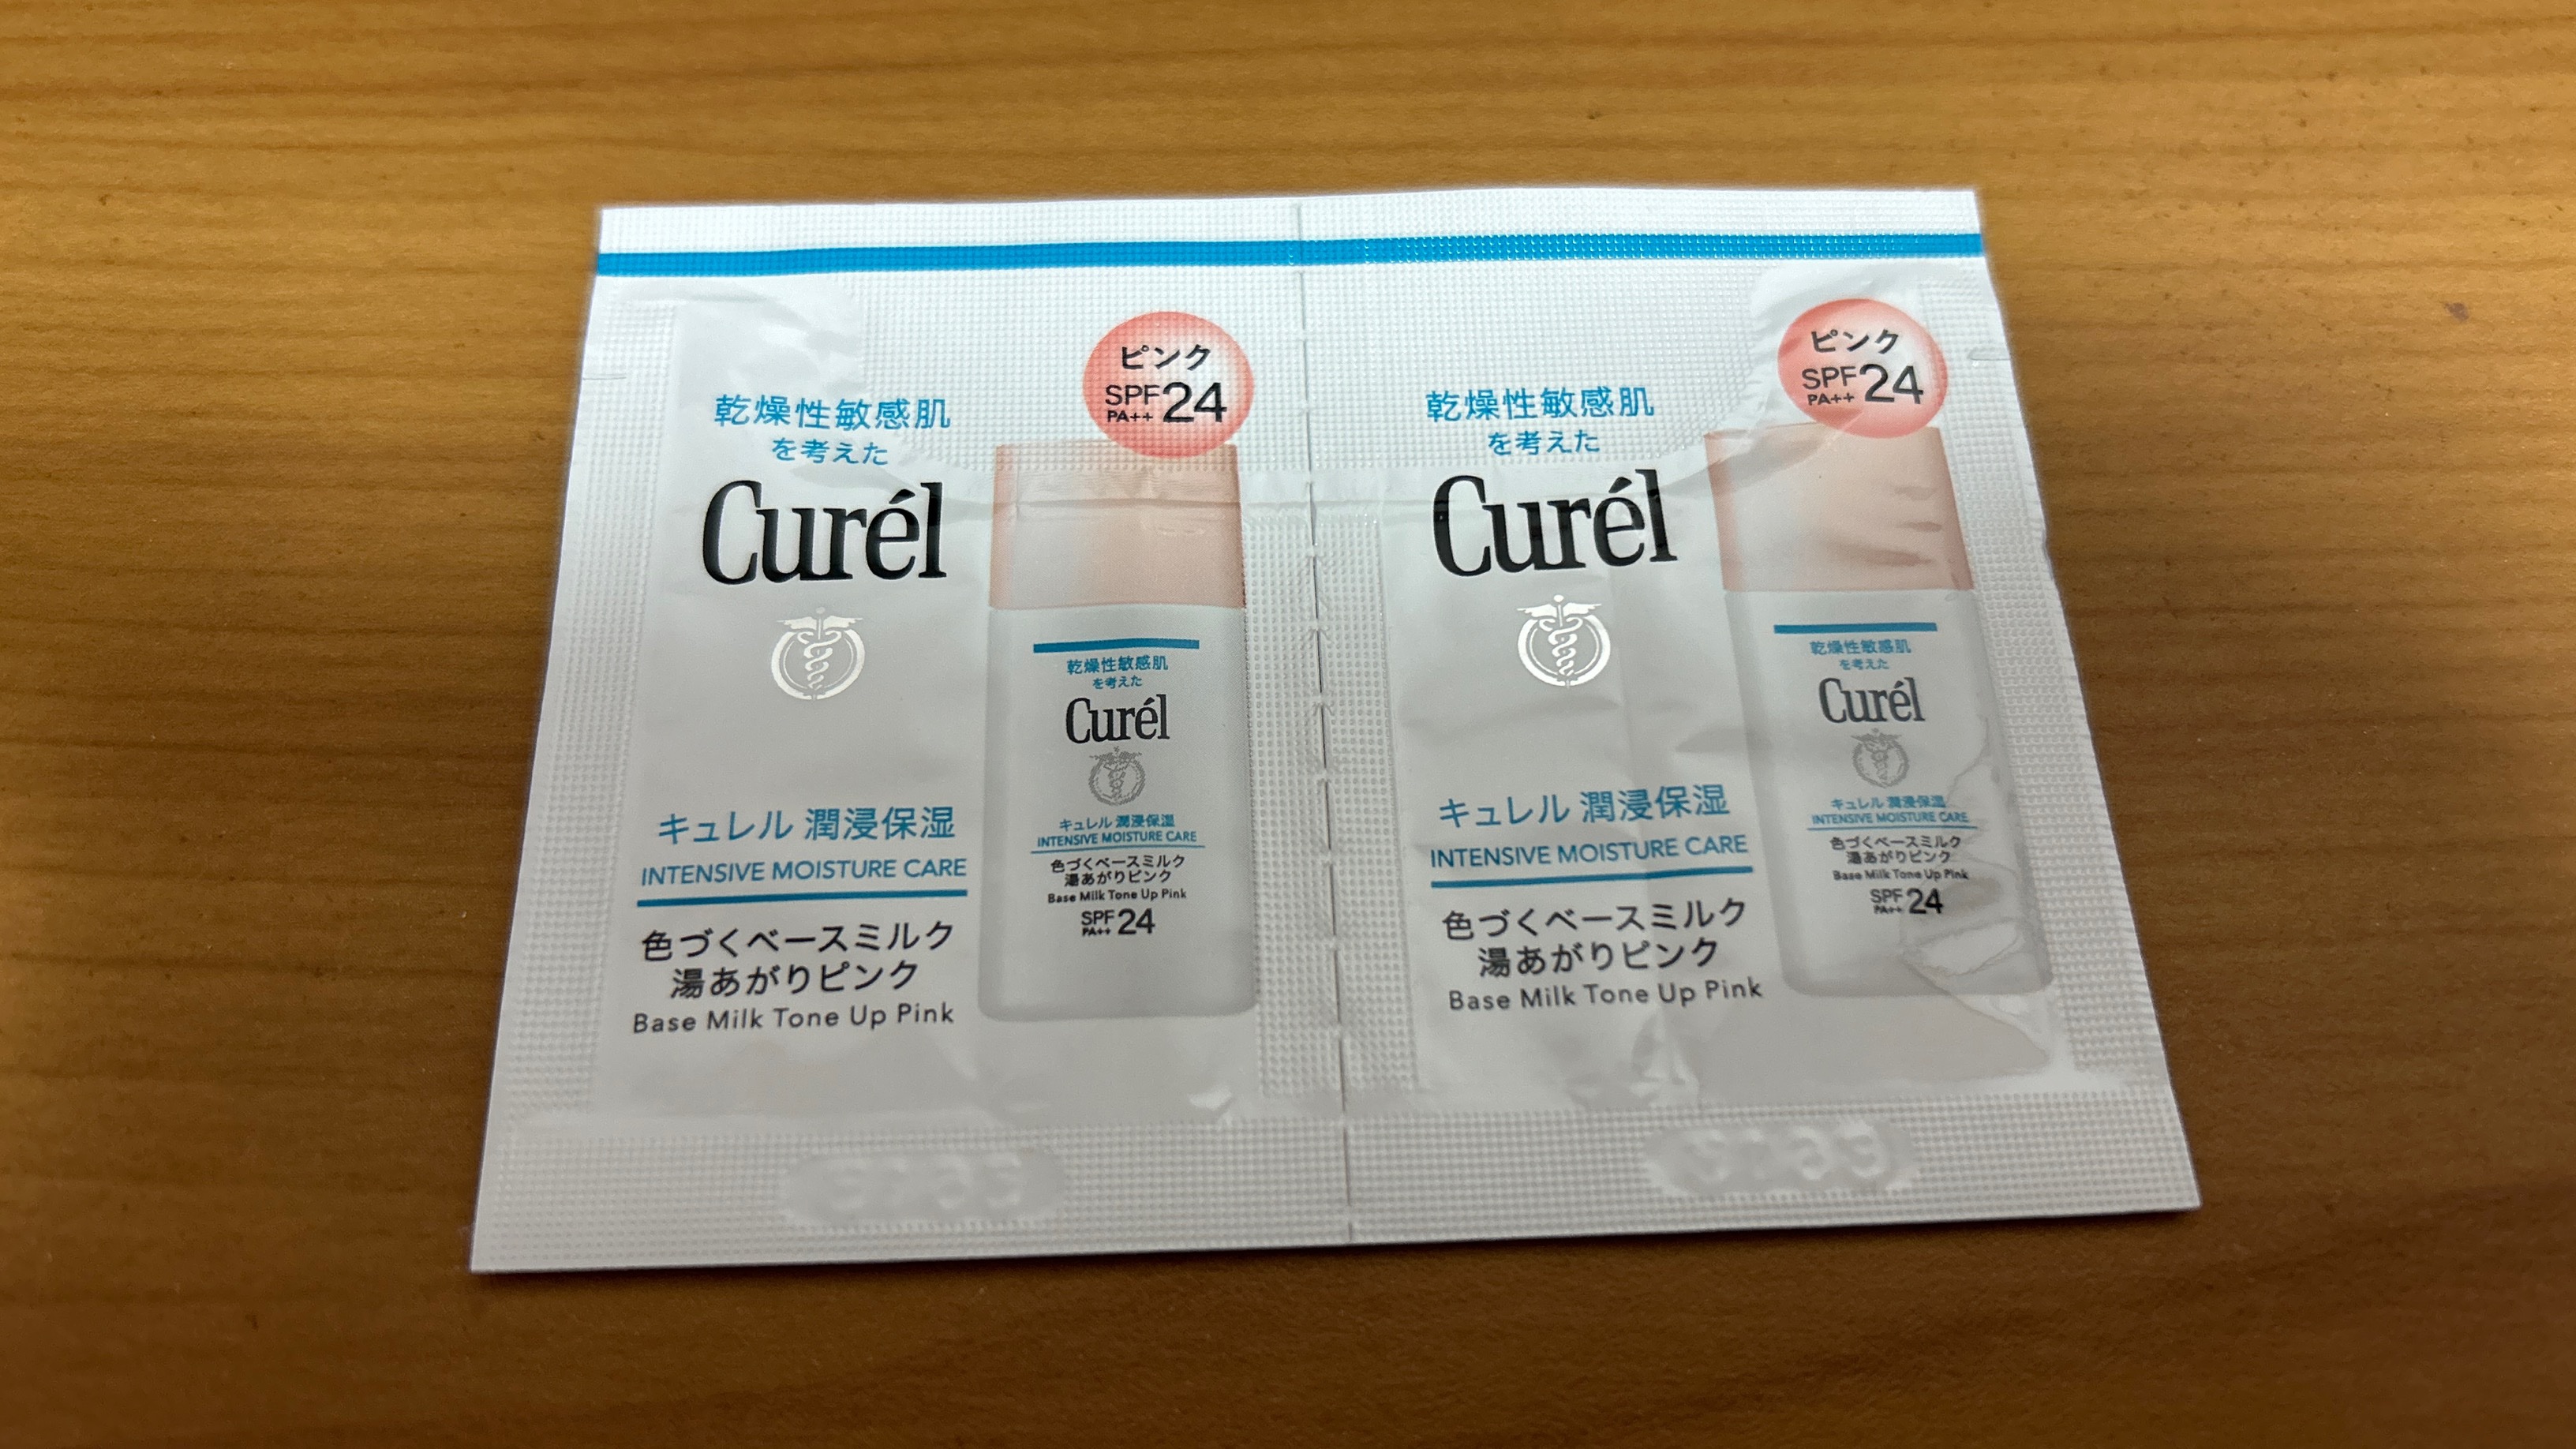 乾燥性敏感肌
を考えた
Curél
ピンク
SPF24
PA++
キュレル 潤浸保湿
INTENSIVE MOISTURE CARE
色づくベースミルク
湯あがりピンク
Base Milk Tone Up Pink
乾燥性敏感肌
を考えた
Curél
キュレル 潤浸保湿
INTENSIVE MOISTURE CARE
色づくベースミルク
湯あがりピンク
Base Milk Tone Up Pink
SPF24
PA++
乾燥性敏感肌
を考えた
Curél
ピンク
SPF24
PA++
キュレル 潤浸保湿
INTENSIVE MOISTURE CARE
色づくベースミルク
湯あがりピンク
Base Milk Tone Up Pink
乾燥性敏感肌
を考えた
Curél
キュレル 潤浸保湿
INTENSIVE MOISTURE CARE
色づくベースミルク
湯あがりピンク
Base Milk Tone Up Pink
SPF24
PA++